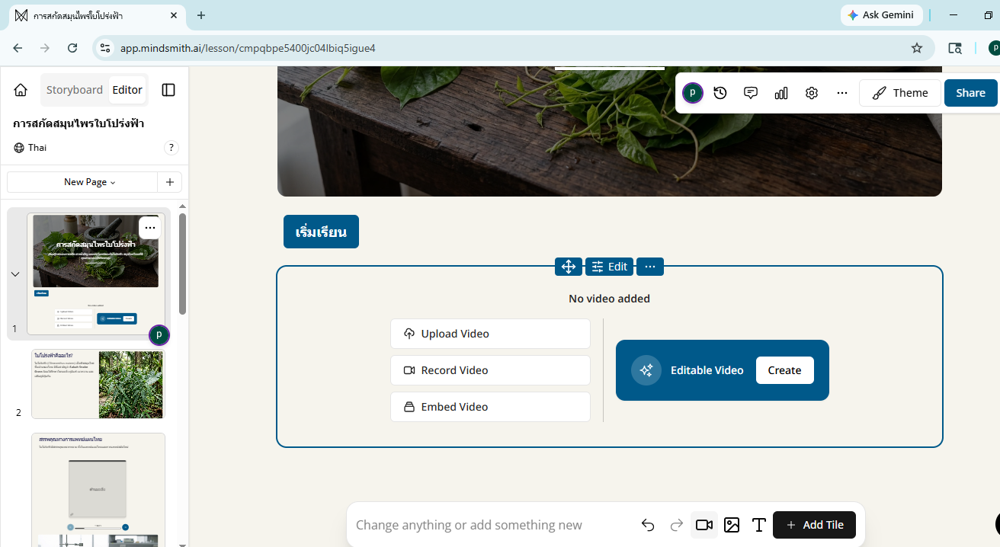 การสกัดสมุนไพรใบโปร่งฟ้า
Ask Gemini
app.mindsmith.ai/lesson/cmpqbpe5400jc04lbiq5igue4
p
Storyboard
Editor
p
Theme
Share
การสกัดสมุนไพรใบโปร่งฟ้า
Thai
?
New Page
การสกัดสมุนไพรใบโปร่งฟ้า
เริ่มเรียน
1
p
ใบโปร่งฟ้าคืออะไร?
2
สรรพคุณทางการแพทย์แผนไทย
เริ่มเรียน
Edit
No video added
Upload Video
Record Video
Embed Video
Editable Video
Create
Change anything or add something new
Add Tile